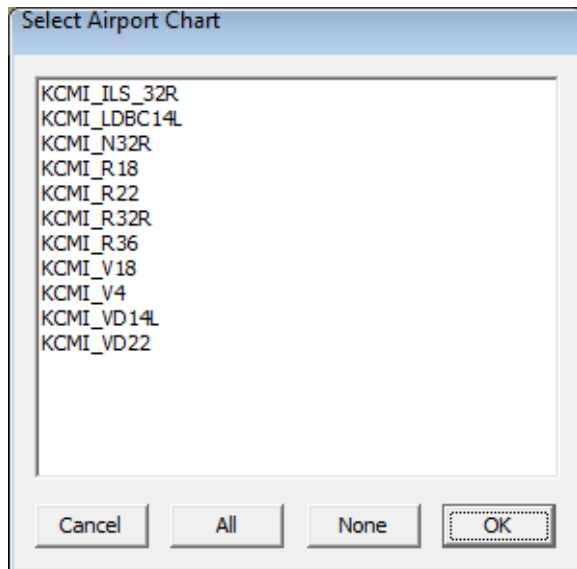 Select Airport Chart
KCMI_ILS_32R
KCMI_LDBC14L
KCMI_N32R
KCMI_R18
KCMI_R22
KCMI_R32R
KCMI_R36
KCMI_V18
KCMI_V4
KCMI_VD14L
KCMI_VD22
Cancel All None OK